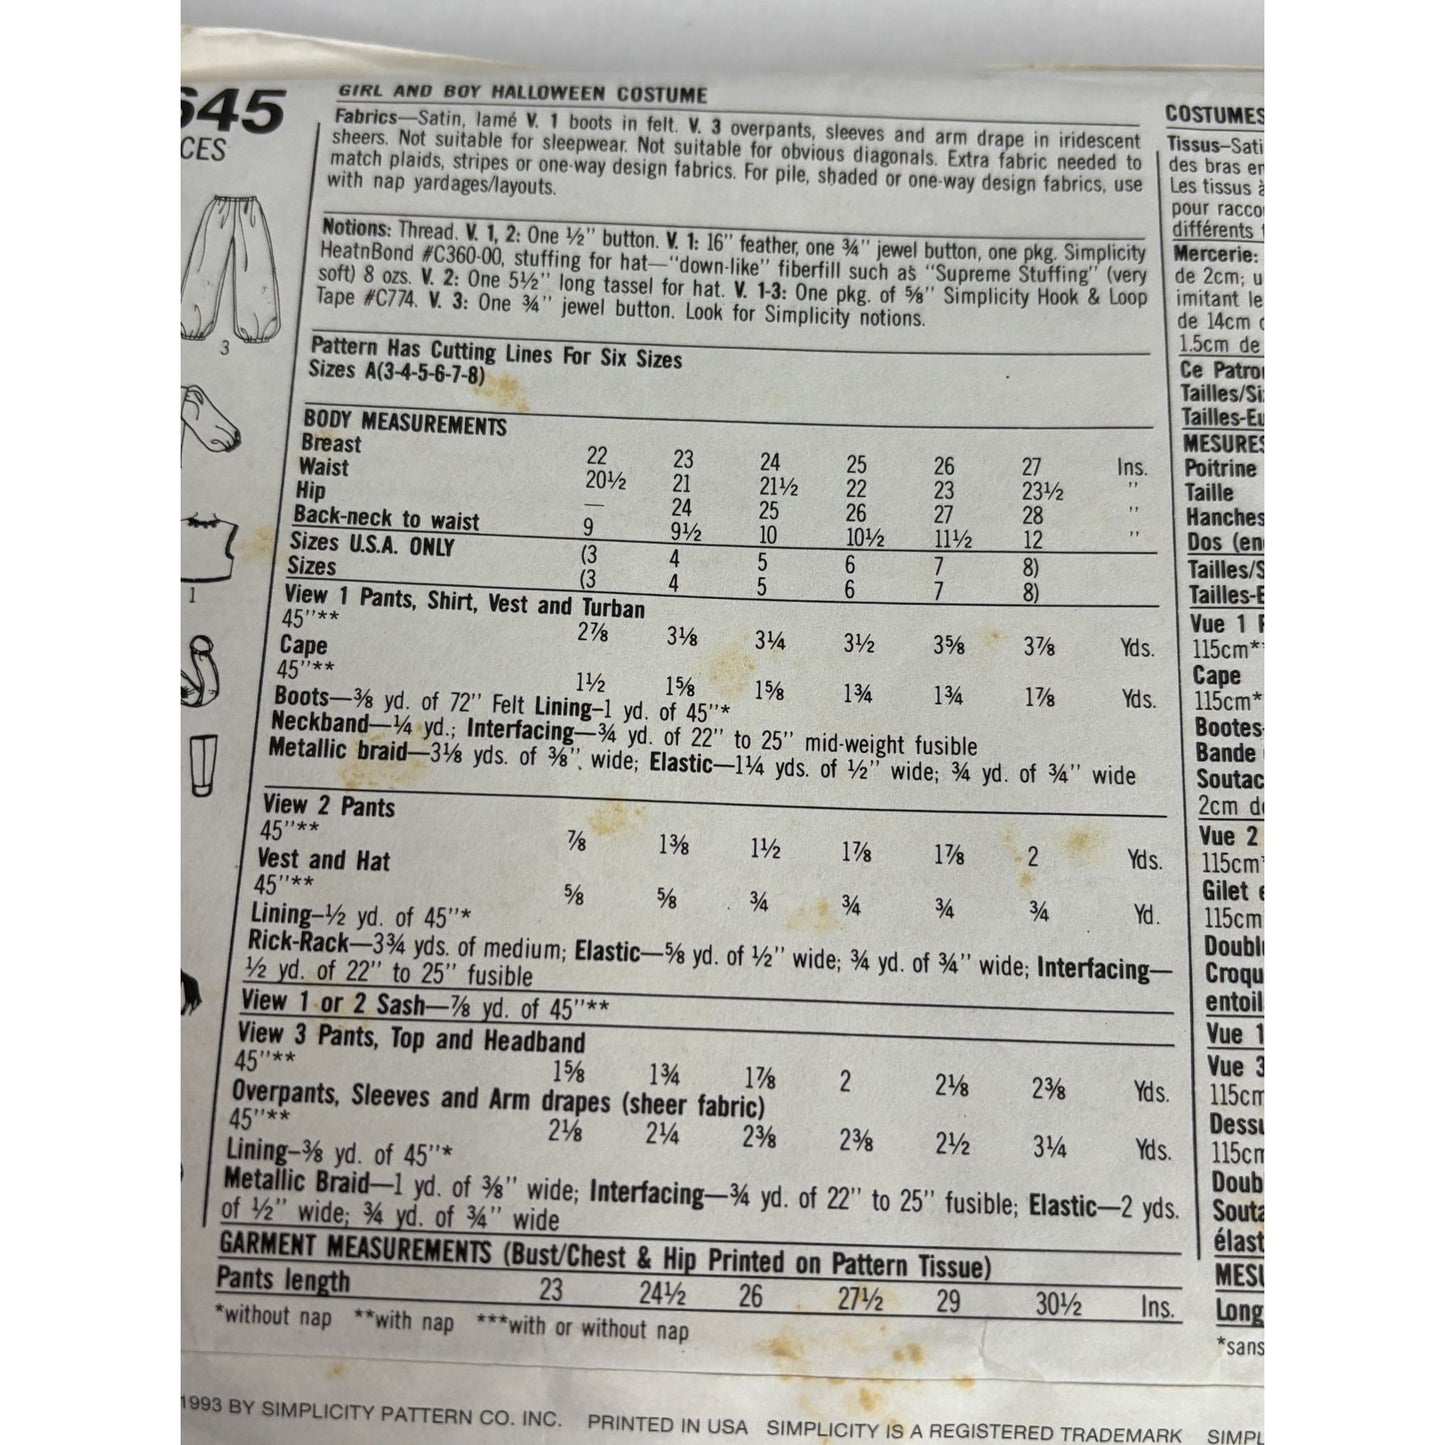 645
CES
GIRL AND BOY HALLOWEEN COSTUME
Fabrics—Satin, lamé V. 1 boots in felt. V. 3 overpants, sleeves and arm drape in iridescent
sheers. Not suitable for sleepwear. Not suitable for obvious diagonals. Extra fabric needed to
match plaids, stripes or one-way design fabrics. For pile, shaded or one-way design fabrics, use
with nap yardages/layouts.
Notions: Thread. V. 1, 2: One ½" button. V. 1: 16" feather, one ¾" jewel button, one pkg. Simplicity
HeatnBond #C360-00, stuffing for hat—"down-like" fiberfill such as "Supreme Stuffing" (very
soft) 8 ozs. V. 2: One 5½" long tassel for hat. V. 1-3: One pkg. of ⅝" Simplicity Hook & Loop
Tape #C774. V. 3: One ¾" jewel button. Look for Simplicity notions.
Pattern Has Cutting Lines For Six Sizes
Sizes A(3-4-5-6-7-8)
BODY MEASUREMENTS
Breast 22 23 24 25 26 27 Ins.
Waist 20½ 21 21½ 22 23 23½ "
Hip — 24 25 26 27 28 "
Back-neck to waist 9 9½ 10 10½ 11½ 12 "
Sizes U.S.A. ONLY (3 4 5 6 7 8)
Sizes (3 4 5 6 7 8)
View 1 Pants, Shirt, Vest and Turban
45"** 2⅞ 3⅛ 3¼ 3½ 3⅝ 3⅞ Yds.
Cape
45"** 1½ 1⅝ 1⅝ 1¾ 1¾ 1⅞ Yds.
Boots—⅜ yd. of 72" Felt Lining–1 yd. of 45"*
Neckband—¼ yd.; Interfacing—¾ yd. of 22" to 25" mid-weight fusible
Metallic braid—3⅛ yds. of ⅜" wide; Elastic—1¼ yds. of ½" wide; ¾ yd. of ¾" wide
View 2 Pants
45"** ⅞ 1⅜ 1½ 1⅞ 1⅞ 2 Yds.
Vest and Hat
45"** ⅝ ⅝ ¾ ¾ ¾ ¾ Yd.
Lining–½ yd. of 45"*
Rick-Rack—3¾ yds. of medium; Elastic—⅝ yd. of ½" wide; ¾ yd. of ¾" wide; Interfacing—
½ yd. of 22" to 25" fusible
View 1 or 2 Sash—⅞ yd. of 45"**
View 3 Pants, Top and Headband
45"** 1⅝ 1¾ 1⅞ 2 2⅛ 2⅜ Yds.
Overpants, Sleeves and Arm drapes (sheer fabric)
45"** 2⅛ 2¼ 2⅜ 2⅜ 2½ 3¼ Yds.
Lining–⅜ yd. of 45"*
Metallic Braid—1 yd. of ⅜" wide; Interfacing—¾ yd. of 22" to 25" fusible; Elastic—2 yds.
of ½" wide; ¾ yd. of ¾" wide
GARMENT MEASUREMENTS (Bust/Chest & Hip Printed on Pattern Tissue)
Pants length 23 24½ 26 27½ 29 30½ Ins.
*without nap **with nap ***with or without nap
1993 BY SIMPLICITY PATTERN CO. INC. PRINTED IN USA SIMPLICITY IS A REGISTERED TRADEMARK SIMPL
3
1
COSTUMES
Tissus–Sati
des bras en
Les tissus à
pour racco
différents
Mercerie:
de 2cm; u
imitant le
de 14cm
1.5cm de
Ce Patro
Tailles/Si
Tailles-Eu
MESURES
Poitrine
Taille
Hanches
Dos (en
Tailles/S
Tailles-E
Vue 1 P
115cm*
Cape
115cm*
Bootes
Bande
Soutac
2cm d
Vue 2
115cm
Gilet e
115cm
Doubl
Croqu
entoil
Vue 1
Vue 3
115cm
Dessu
115cm
Doub
Souta
élast
MESU
Long
*sans